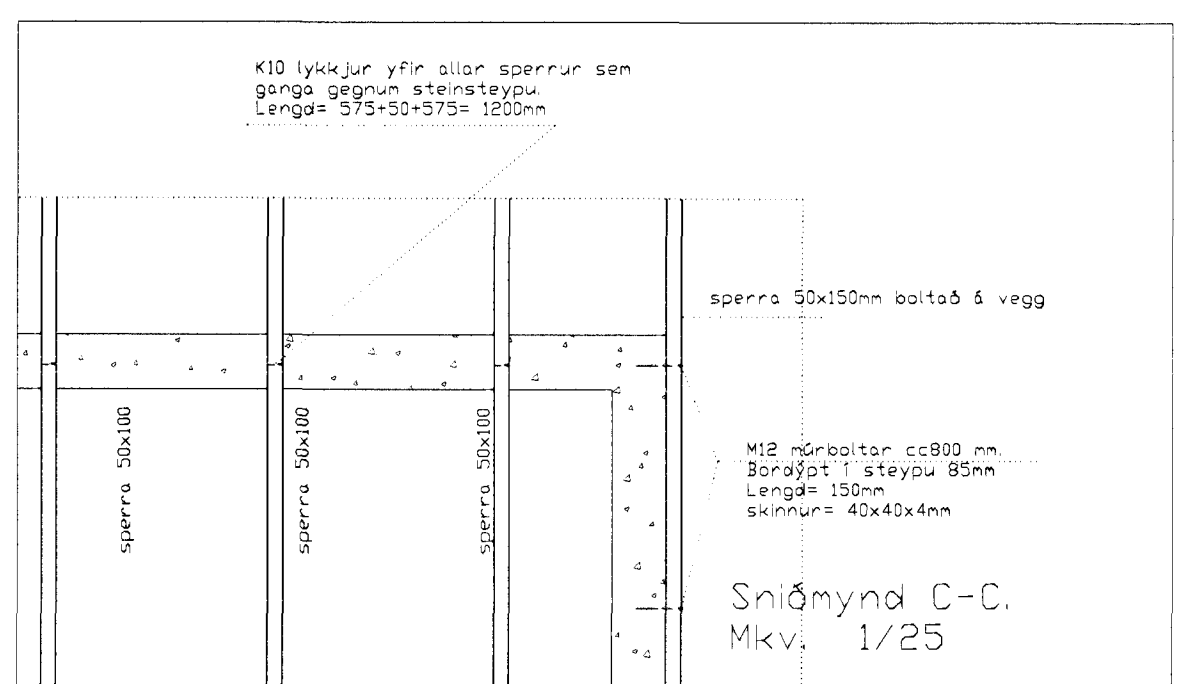 K10 lykkjur yfir allar sperrur sem
ganga gegnum steinsteypu.
Lengd= 575+50+575= 1200mm
sperra 50x150mm boltað á vegg
sperra 50x100
sperra 50x100
sperra 50x100
M12 múrboltar cc800 mm.
Bordýpt í steypu 85mm
Lengd= 150mm
skinnur= 40x40x4mm
Sniðmynd C-C.
Mkv. 1/25